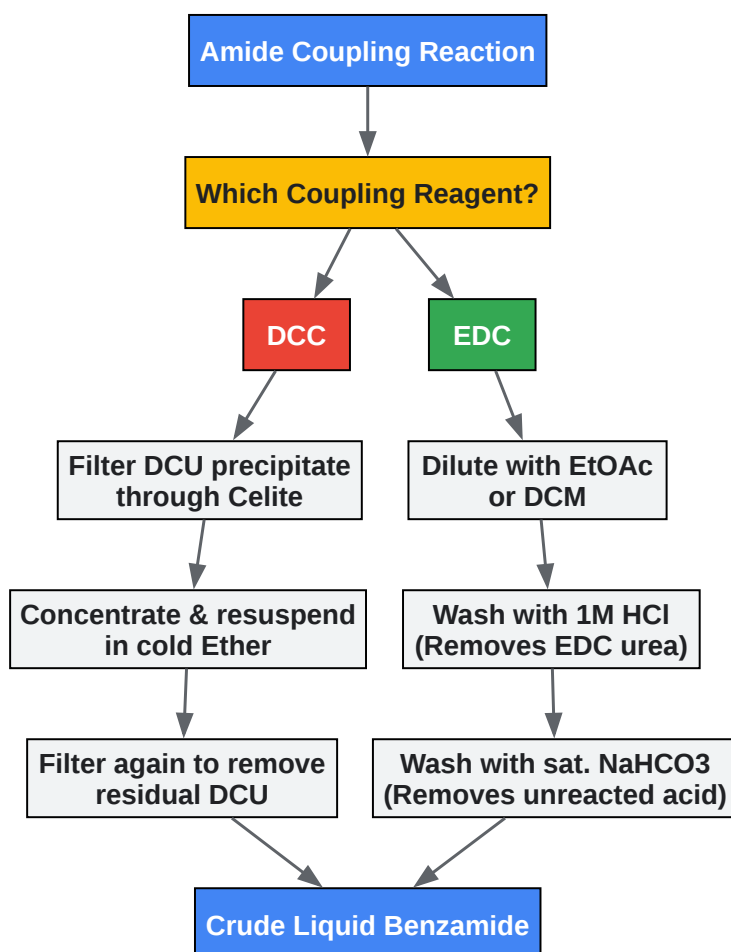 Amide Coupling Reaction
Which Coupling Reagent?
DCC
EDC
Filter DCU precipitate
through Celite
Dilute with EtOAc
or DCM
Concentrate & resuspend
in cold Ether
Wash with 1M HCl
(Removes EDC urea)
Filter again to remove
residual DCU
Wash with sat. NaHCO3
(Removes unreacted acid)
Crude Liquid Benzamide